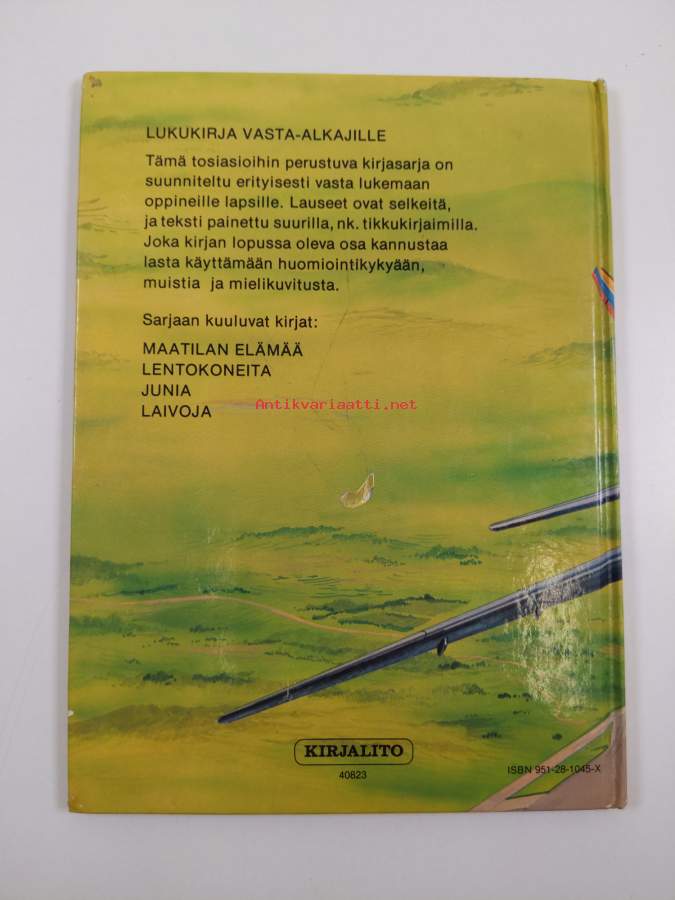 LUKUKIRJA VASTA-ALKAJILLE
Tämä tosiasioihin perustuva kirjasarja on
suunniteltu erityisesti vasta lukemaan
oppineille lapsille. Lauseet ovat selkeitä,
ja teksti painettu suurilla, nk. tikkukirjaimilla.
Joka kirjan lopussa oleva osa kannustaa
lasta käyttämään huomiointikykyään,
muistia ja mielikuvitusta.
Sarjaan kuuluvat kirjat:
MAATILAN ELÄMÄÄ
LENTOKONEITA
JUNIA
LAIVOJA
Antikvariaatti.net
KIRJALITO
40823
ISBN 951-28-1045-X